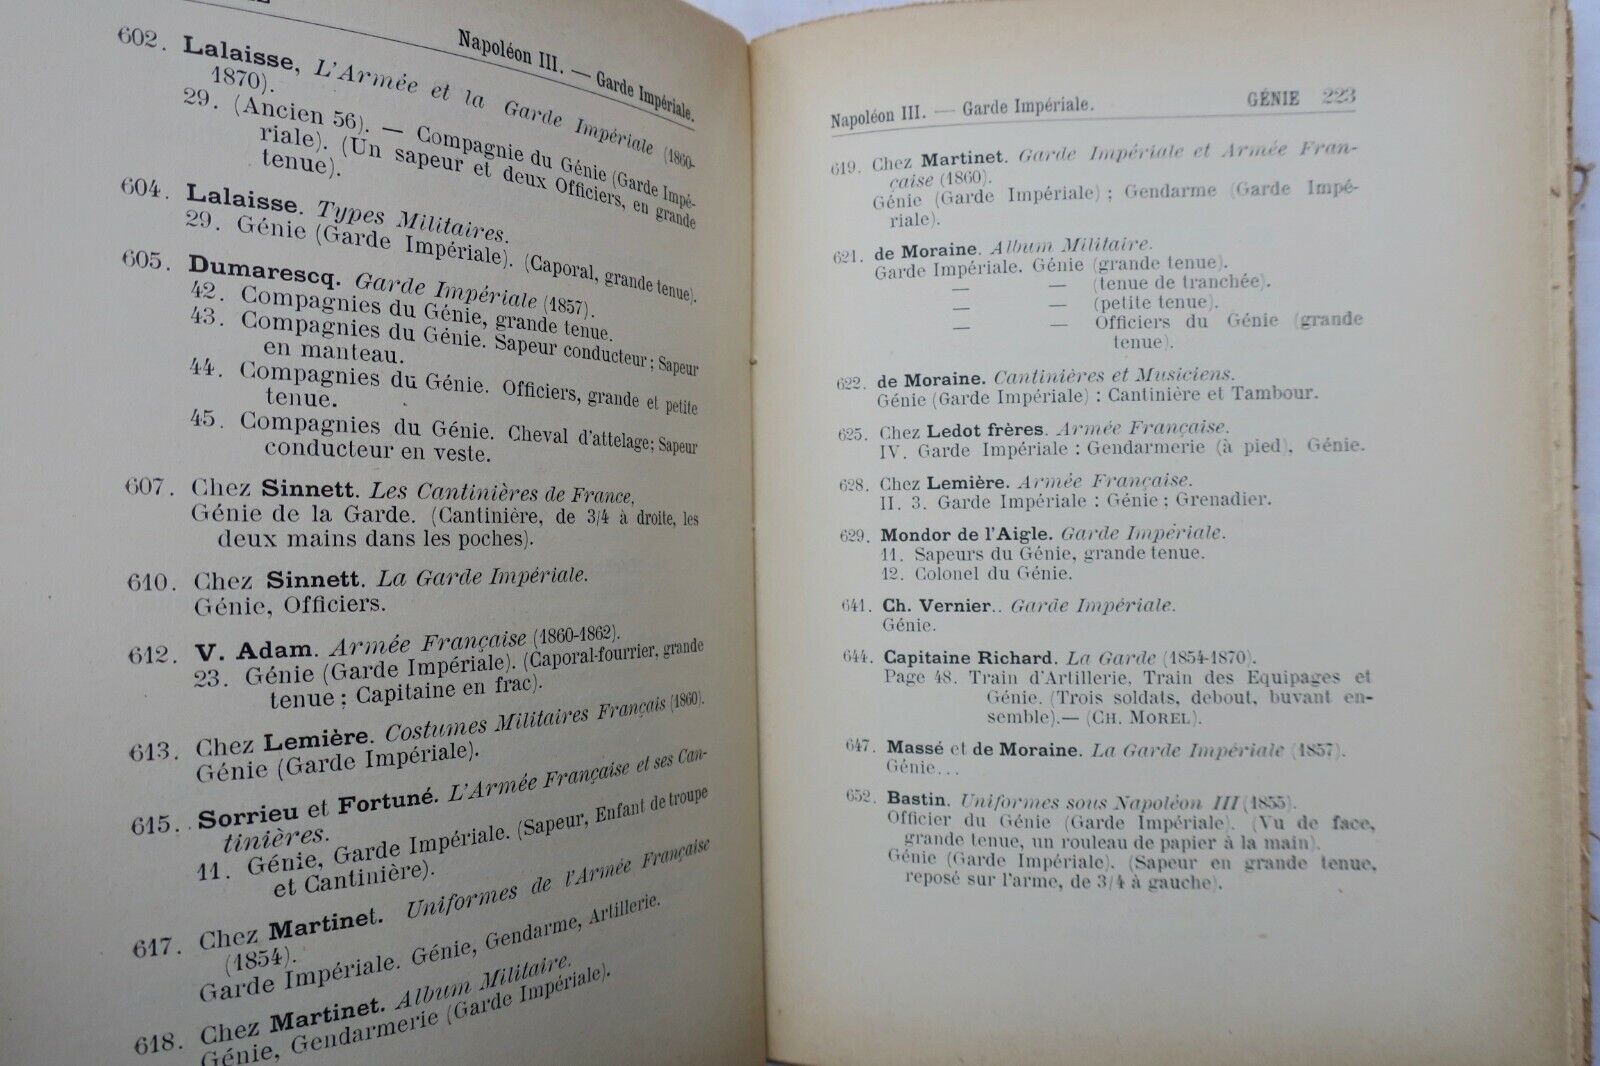 Napoléon III. — Garde Impériale.
602. Lalaisse, L'Armée et la Garde Impériale (1860-
1870).
29. (Ancien 56). — Compagnie du Génie (Garde Impé-
riale). (Un sapeur et deux Officiers, en grande
tenue).
604. Lalaisse. Types Militaires.
29. Génie (Garde Impériale). (Caporal, grande tenue).
605. Dumarescq. Garde Impériale (1857).
42. Compagnies du Génie, grande tenue.
43. Compagnies du Génie. Sapeur conducteur ; Sapeur
en manteau.
44. Compagnies du Génie. Officiers, grande et petite
tenue.
45. Compagnies du Génie. Cheval d'attelage ; Sapeur
conducteur en veste.
607. Chez Sinnett. Les Cantinières de France,
Génie de la Garde. (Cantinière, de 3/4 à droite, les
deux mains dans les poches).
610. Chez Sinnett. La Garde Impériale.
Génie, Officiers.
612. V. Adam. Armée Française (1860-1862).
23. Génie (Garde Impériale). (Caporal-fourrier, grande
tenue ; Capitaine en frac).
613. Chez Lemière. Costumes Militaires Français (1860).
Génie (Garde Impériale).
615. Sorrieu et Fortuné. L'Armée Française et ses Can-
tinières.
11. Génie, Garde Impériale. (Sapeur, Enfant de troupe
et Cantinière).
617. Chez Martinet. Uniformes de l'Armée Française
(1854).
Garde Impériale. Génie, Gendarme, Artillerie.
618. Chez Martinet. Album Militaire.
Génie, Gendarmerie (Garde Impériale).
Napoléon III. — Garde Impériale. GÉNIE 223
619. Chez Martinet. Garde Impériale et Armée Fran-
çaise (1860).
Génie (Garde Impériale) ; Gendarme (Garde Impé-
riale).
621. de Moraine. Album Militaire.
Garde Impériale. Génie (grande tenue).
— — (tenue de tranchée).
— — (petite tenue).
— — Officiers du Génie (grande
tenue).
622. de Moraine. Cantinières et Musiciens.
Génie (Garde Impériale) : Cantinière et Tambour.
625. Chez Ledot frères. Armée Française.
IV. Garde Impériale : Gendarmerie (à pied), Génie.
628. Chez Lemière. Armée Française.
II. 3. Garde Impériale : Génie ; Grenadier.
629. Mondor de l'Aigle. Garde Impériale.
11. Sapeurs du Génie, grande tenue.
12. Colonel du Génie.
641. Ch. Vernier.. Garde Impériale.
Génie.
644. Capitaine Richard. La Garde (1854-1870).
Page 48. Train d'Artillerie, Train des Equipages et
Génie. (Trois soldats, debout, buvant en-
semble).— (CH. MOREL).
647. Massé et de Moraine. La Garde Impériale (1857).
Génie...
652. Bastin. Uniformes sous Napoléon III (1855).
Officier du Génie (Garde Impériale). (Vu de face,
grande tenue, un rouleau de papier à la main).
Génie (Garde Impériale). (Sapeur en grande tenue,
reposé sur l'arme, de 3/4 à gauche).